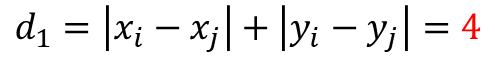 d₁ = |xᵢ − xⱼ| + |yᵢ − yⱼ| = 4